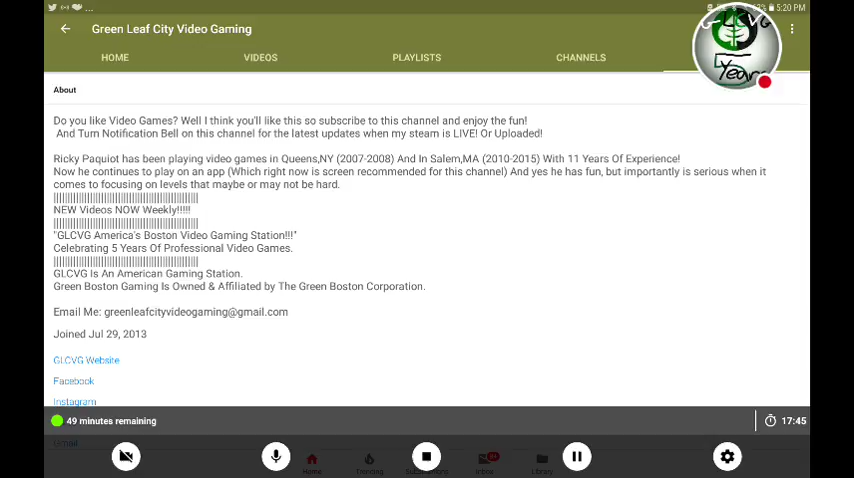 5:20 PM
Green Leaf City Video Gaming
GLCVG
5
Years
HOME VIDEOS PLAYLISTS CHANNELS
About
Do you like Video Games? Well I think you'll like this so subscribe to this channel and enjoy the fun!
And Turn Notification Bell on this channel for the latest updates when my steam is LIVE! Or Uploaded!
Ricky Paquiot has been playing video games in Queens,NY (2007-2008) And In Salem,MA (2010-2015) With 11 Years Of Experience!
Now he continues to play on an app (Which right now is screen recommended for this channel) And yes he has fun, but importantly is serious when it
comes to focusing on levels that maybe or may not be hard.
||||||||||||||||||||||||||||||||||||||||||||||||
NEW Videos NOW Weekly!!!!!
||||||||||||||||||||||||||||||||||||||||||||||||
"GLCVG America's Boston Video Gaming Station!!!"
Celebrating 5 Years Of Professional Video Games.
||||||||||||||||||||||||||||||||||||||||||||||||
GLCVG Is An American Gaming Station.
Green Boston Gaming Is Owned & Affiliated by The Green Boston Corporation.
Email Me: greenleafcityvideogaming@gmail.com
Joined Jul 29, 2013
GLCVG Website
Facebook
Instagram
49 minutes remaining 17:45
Email
Home Trending Subscriptions Inbox Library